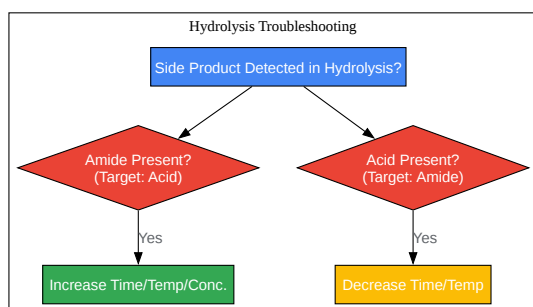 Hydrolysis Troubleshooting
Side Product Detected in Hydrolysis?
Amide Present?
(Target: Acid)
Acid Present?
(Target: Amide)
Yes
Yes
Increase Time/Temp/Conc.
Decrease Time/Temp